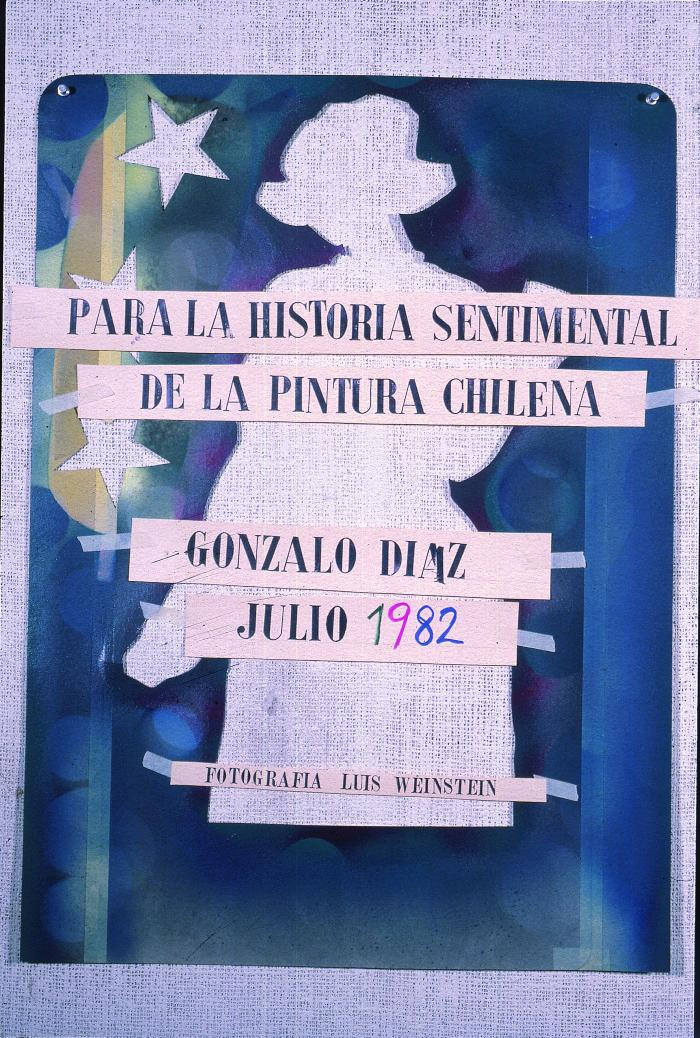 PARA LA HISTORIA SENTIMENTAL
DE LA PINTURA CHILENA
GONZALO DIAZ
JULIO 1982
FOTOGRAFIA LUIS WEINSTEIN